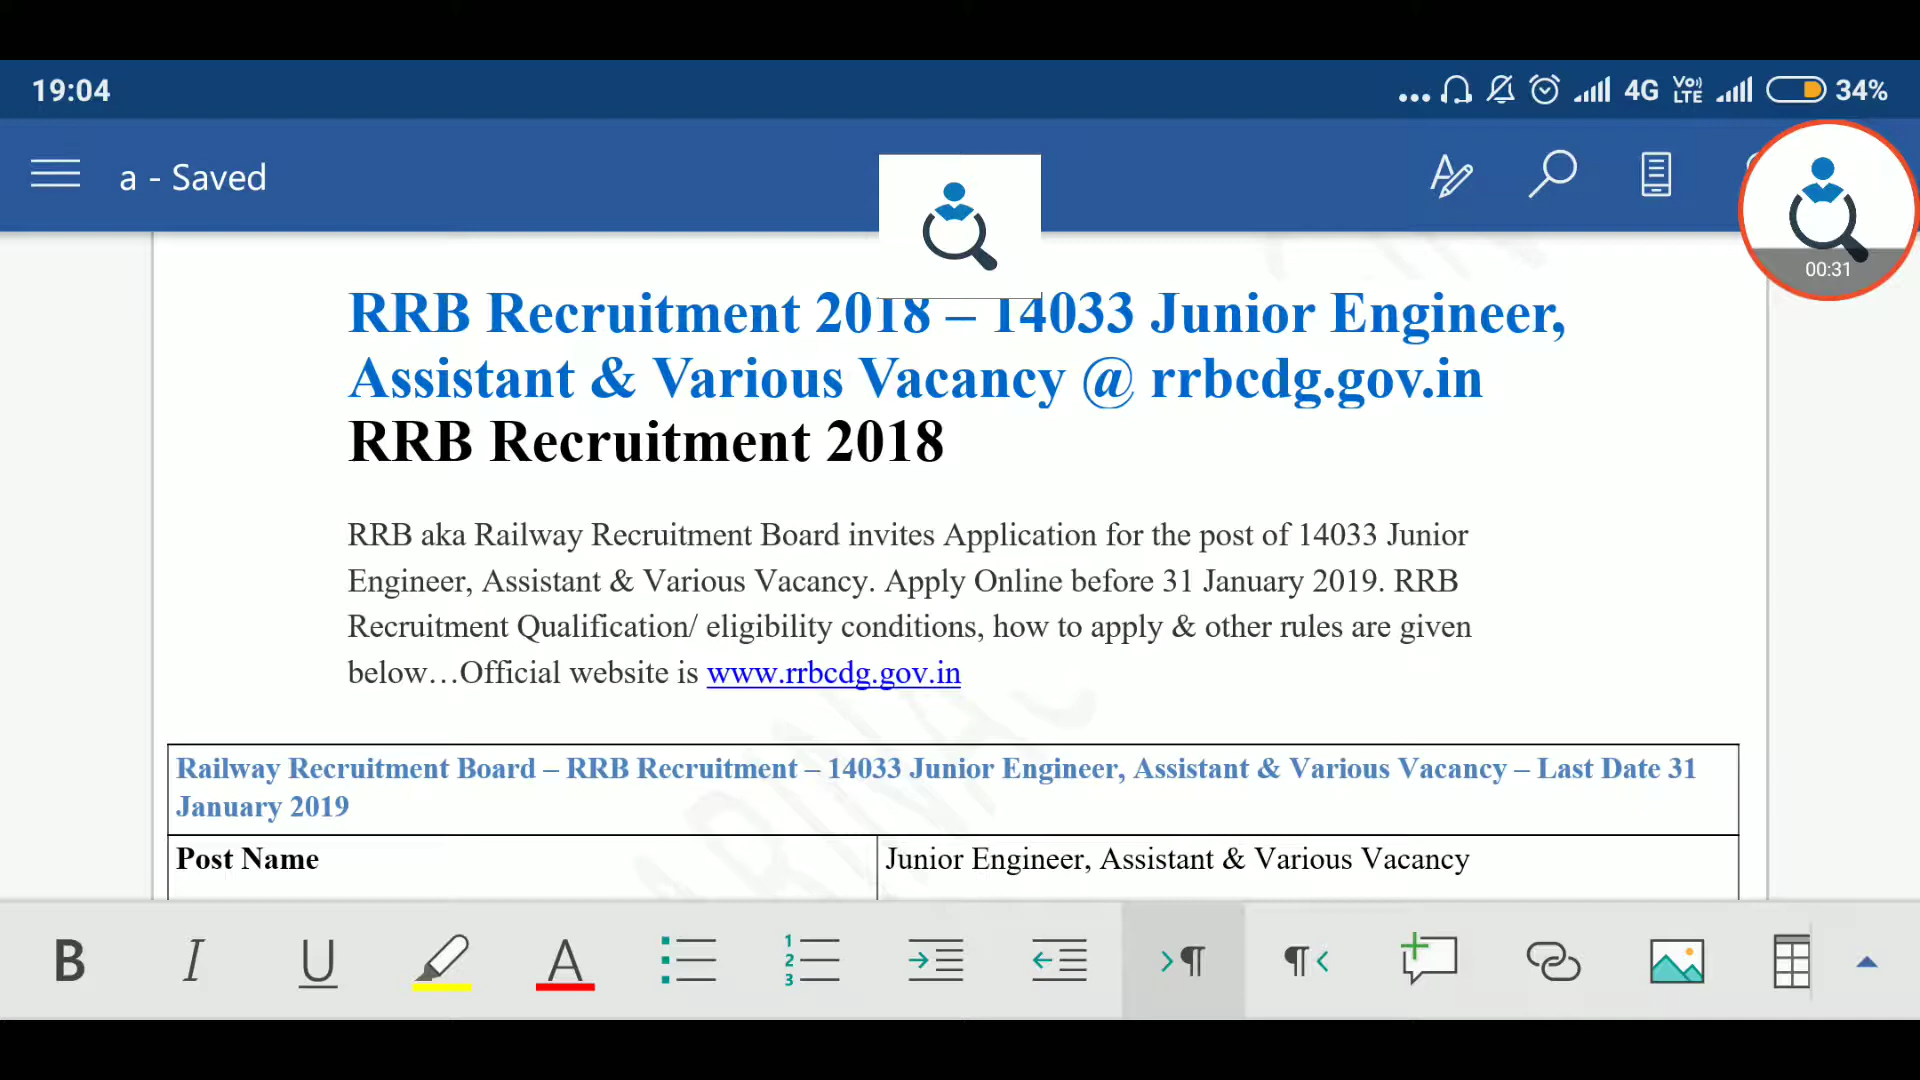 19:04
4G VoLTE 34%
a - Saved
00:31
RRB Recruitment 2018 – 14033 Junior Engineer,
Assistant & Various Vacancy @ rrbcdg.gov.in
RRB Recruitment 2018
RRB aka Railway Recruitment Board invites Application for the post of 14033 Junior
Engineer, Assistant & Various Vacancy. Apply Online before 31 January 2019. RRB
Recruitment Qualification/ eligibility conditions, how to apply & other rules are given
below…Official website is www.rrbcdg.gov.in
Railway Recruitment Board – RRB Recruitment – 14033 Junior Engineer, Assistant & Various Vacancy – Last Date 31
January 2019
Post Name Junior Engineer, Assistant & Various Vacancy
B I U A 1 2 3